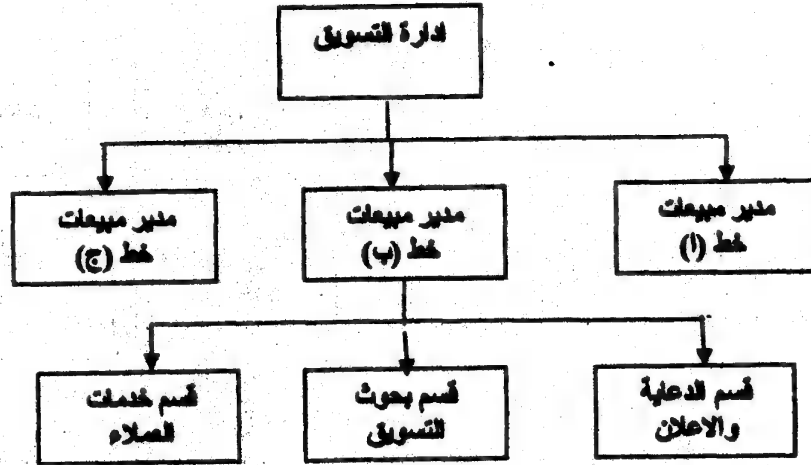 ادارة التسويق
مدير مبيعات
خط (ا)
مدير مبيعات
خط (ب)
مدير مبيعات
خط (ج)
قسم الدعاية
والاعلان
قسم بحوث
التسويق
قسم خدمات
العملاء